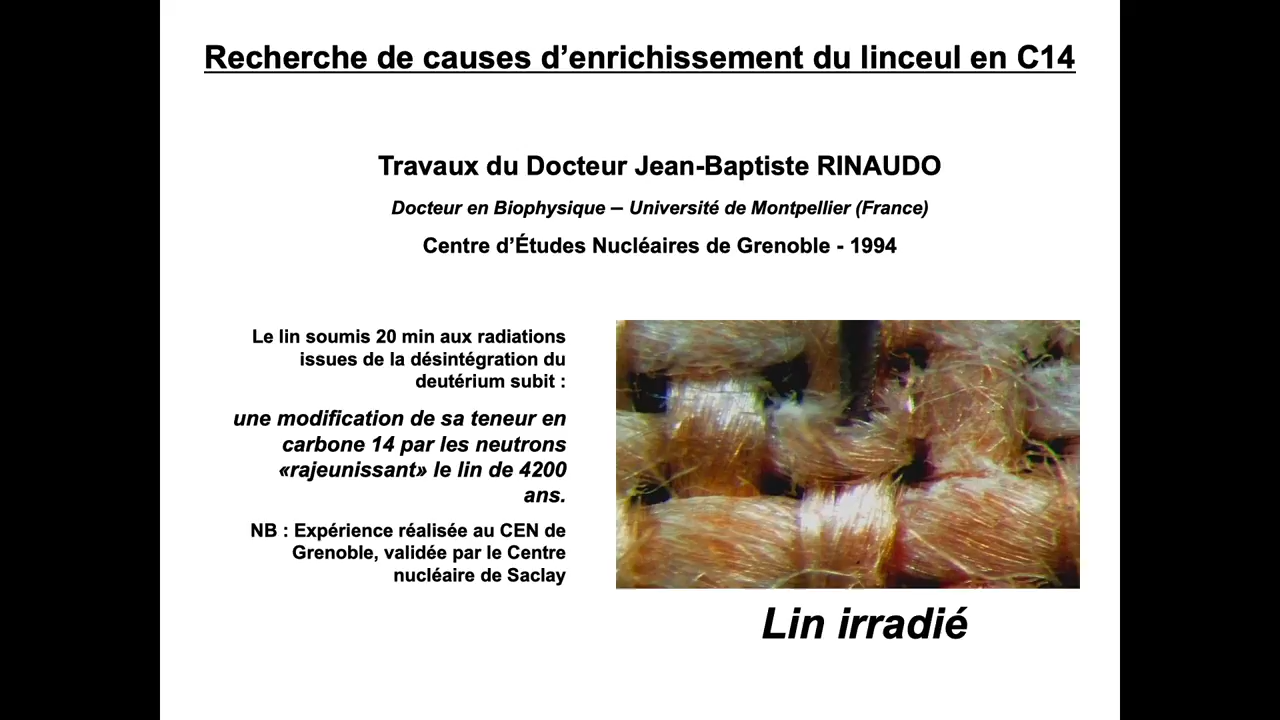 Recherche de causes d’enrichissement du linceul en C14
Travaux du Docteur Jean-Baptiste RINAUDO
Docteur en Biophysique – Université de Montpellier (France)
Centre d’Études Nucléaires de Grenoble - 1994
Le lin soumis 20 min aux radiations
issues de la désintégration du
deutérium subit :
une modification de sa teneur en
carbone 14 par les neutrons
«rajeunissant» le lin de 4200
ans.
NB : Expérience réalisée au CEN de
Grenoble, validée par le Centre
nucléaire de Saclay
Lin irradié